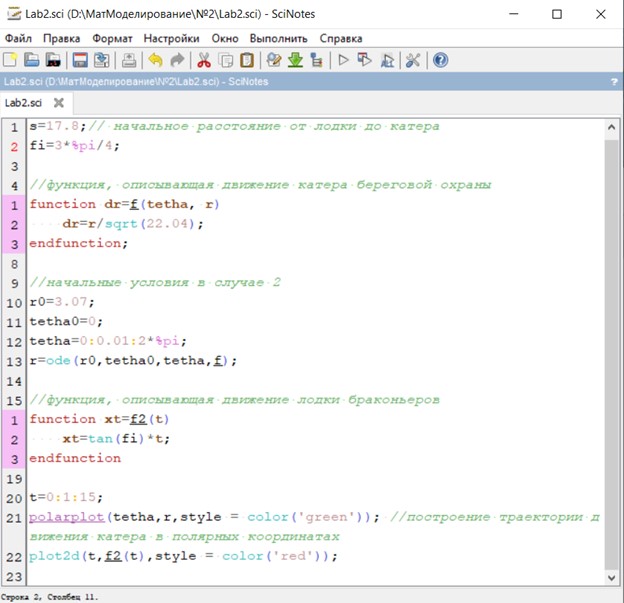 Lab2.sci (D:\МатМоделирование\№2\Lab2.sci) - SciNotes
Файл Правка Формат Настройки Окно Выполнить Справка
Lab2.sci (D:\МатМоделирование\№2\Lab2.sci) - SciNotes ?
Lab2.sci
1 s=17.8;// начальное расстояние от лодки до катера
2 fi=3*%pi/4;
3
4 //функция, описывающая движение катера береговой охраны
1 function dr=f(tetha, r)
2 dr=r/sqrt(22.04);
3 endfunction;
8
9 //начальные условия в случае 2
10 r0=3.07;
11 tetha0=0;
12 tetha=0:0.01:2*%pi;
13 r=ode(r0,tetha0,tetha,f);
14
15 //функция, описывающая движение лодки браконьеров
1 function xt=f2(t)
2 xt=tan(fi)*t;
3 endfunction
19
20 t=0:1:15;
21 polarplot(tetha,r,style = color('green')); //построение траектории д
вижения катера в полярных координатах
22 plot2d(t,f2(t),style = color('red'));
23
Строка 2, Столбец 11.